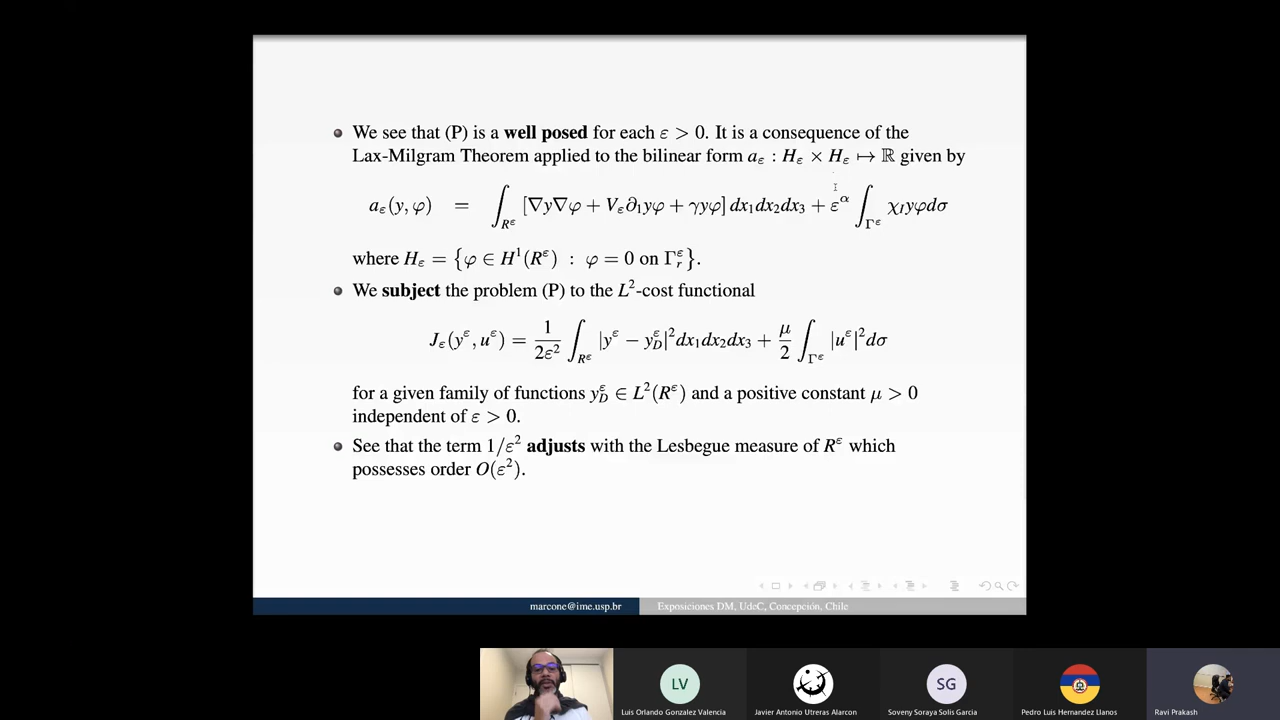 We see that (P) is a well posed for each ε > 0. It is a consequence of the
Lax-Milgram Theorem applied to the bilinear form a_ε : H_ε × H_ε ↦ ℝ given by
a_ε(y, φ) = ∫_{R^ε} [∇y∇φ + V_ε ∂_1yφ + γyφ] dx_1dx_2dx_3 + ε^α ∫_{Γ^ε} χ_I yφdσ
where H_ε = {φ ∈ H^1(R^ε) : φ = 0 on Γ_r^ε}.
We subject the problem (P) to the L^2-cost functional
J_ε(y^ε, u^ε) = 1/(2ε^2) ∫_{R^ε} |y^ε − y_D^ε|^2 dx_1dx_2dx_3 + μ/2 ∫_{Γ^ε} |u^ε|^2 dσ
for a given family of functions y_D^ε ∈ L^2(R^ε) and a positive constant μ > 0
independent of ε > 0.
See that the term 1/ε^2 adjusts with the Lesbegue measure of R^ε which
possesses order O(ε^2).
marcone@ime.usp.br Exposiciones DM, UdeC, Concepción, Chile
LV SG
Luis Orlando Gonzalez Valencia Javier Antonio Utreras Alarcon Soveny Soraya Solis Garcia Pedro Luis Hernandez Llanos Ravi Prakash